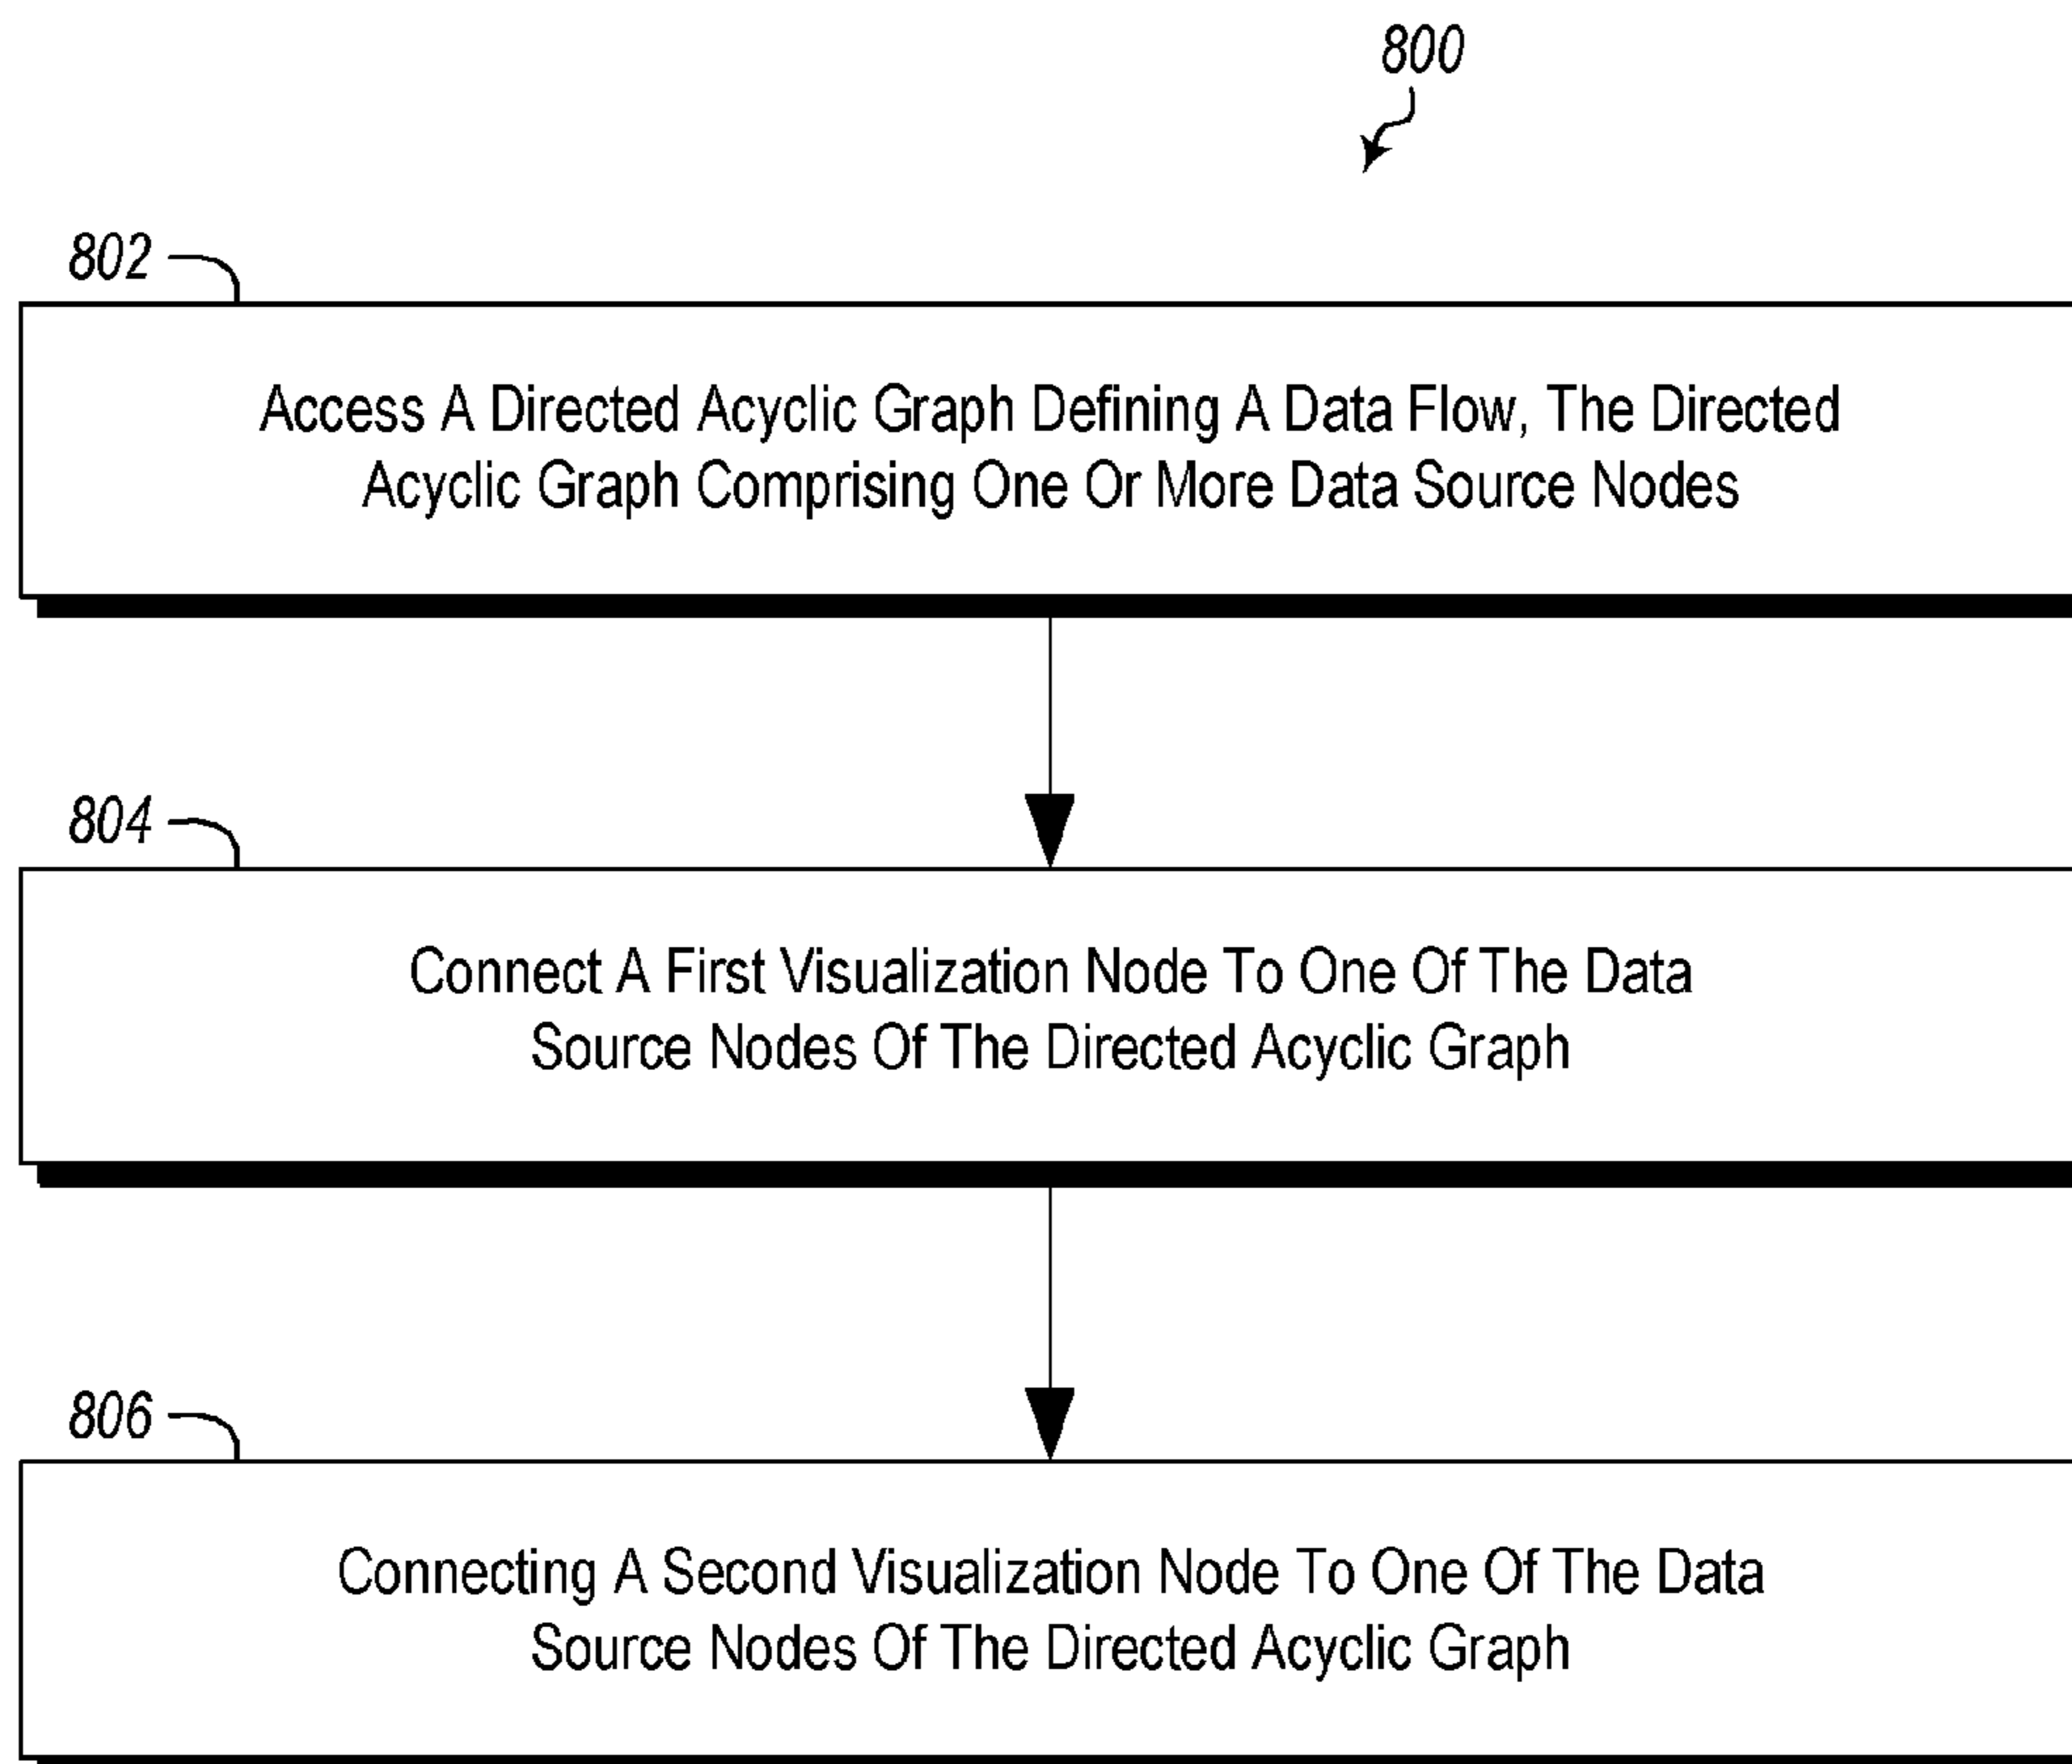 800
802
Access A Directed Acyclic Graph Defining A Data Flow, The Directed
Acyclic Graph Comprising One Or More Data Source Nodes
804
Connect A First Visualization Node To One Of The Data
Source Nodes Of The Directed Acyclic Graph
806
Connecting A Second Visualization Node To One Of The Data
Source Nodes Of The Directed Acyclic Graph